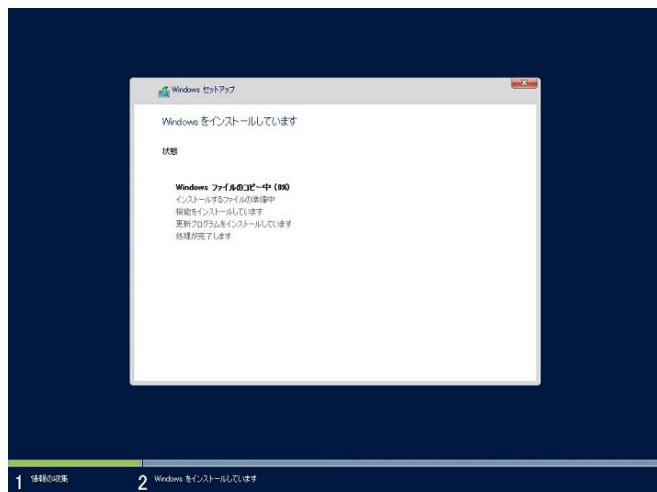 Windows セットアップ
Windows をインストールしています
状態
Windows ファイルのコピー中 (0%)
インストールするファイルの準備中
機能をインストールしています
更新プログラムをインストールしています
処理が完了します
1 情報の収集
2 Windows をインストールしています